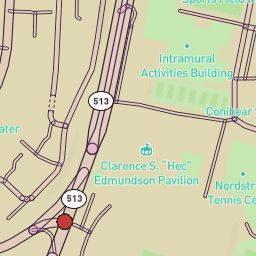 Sports Field
Intramural
Activities Building
513
Conibear S
ater
Clarence S. "Hec"
Edmundson Pavilion
513
Nordstr
Tennis Ce